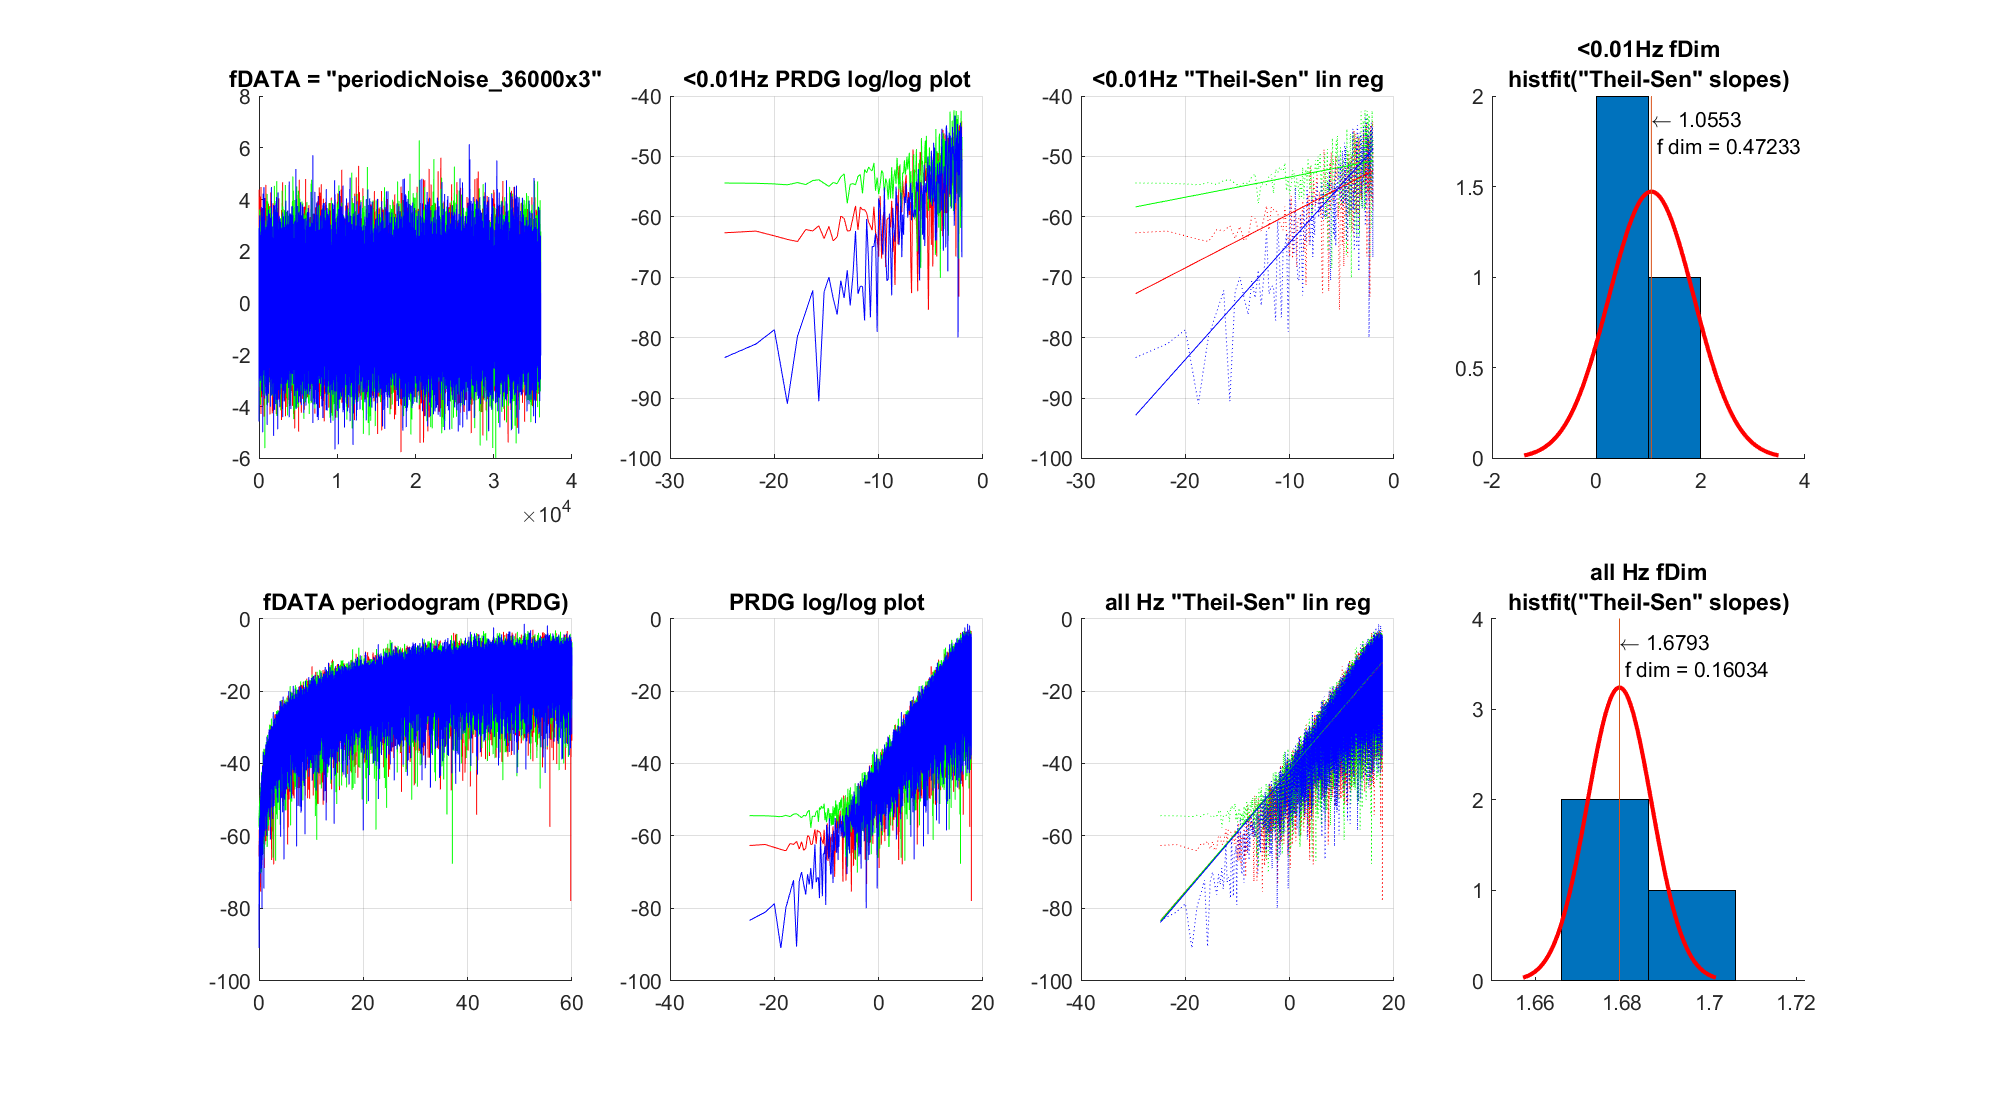 fDATA = "periodicNoise_36000x3"
8
6
4
2
0
-2
-4
-6
0 1 2 3 4
×10^4
<0.01Hz PRDG log/log plot
-40
-50
-60
-70
-80
-90
-100
-30 -20 -10 0
<0.01Hz "Theil-Sen" lin reg
-40
-50
-60
-70
-80
-90
-100
-30 -20 -10 0
<0.01Hz fDim
histfit("Theil-Sen" slopes)
← 1.0553
f dim = 0.47233
2
1.5
1
0.5
0
-2 0 2 4
fDATA periodogram (PRDG)
0
-20
-40
-60
-80
-100
0 20 40 60
PRDG log/log plot
0
-20
-40
-60
-80
-100
-40 -20 0 20
all Hz "Theil-Sen" lin reg
0
-20
-40
-60
-80
-100
-40 -20 0 20
all Hz fDim
histfit("Theil-Sen" slopes)
← 1.6793
f dim = 0.16034
4
3
2
1
0
1.66 1.68 1.7 1.72